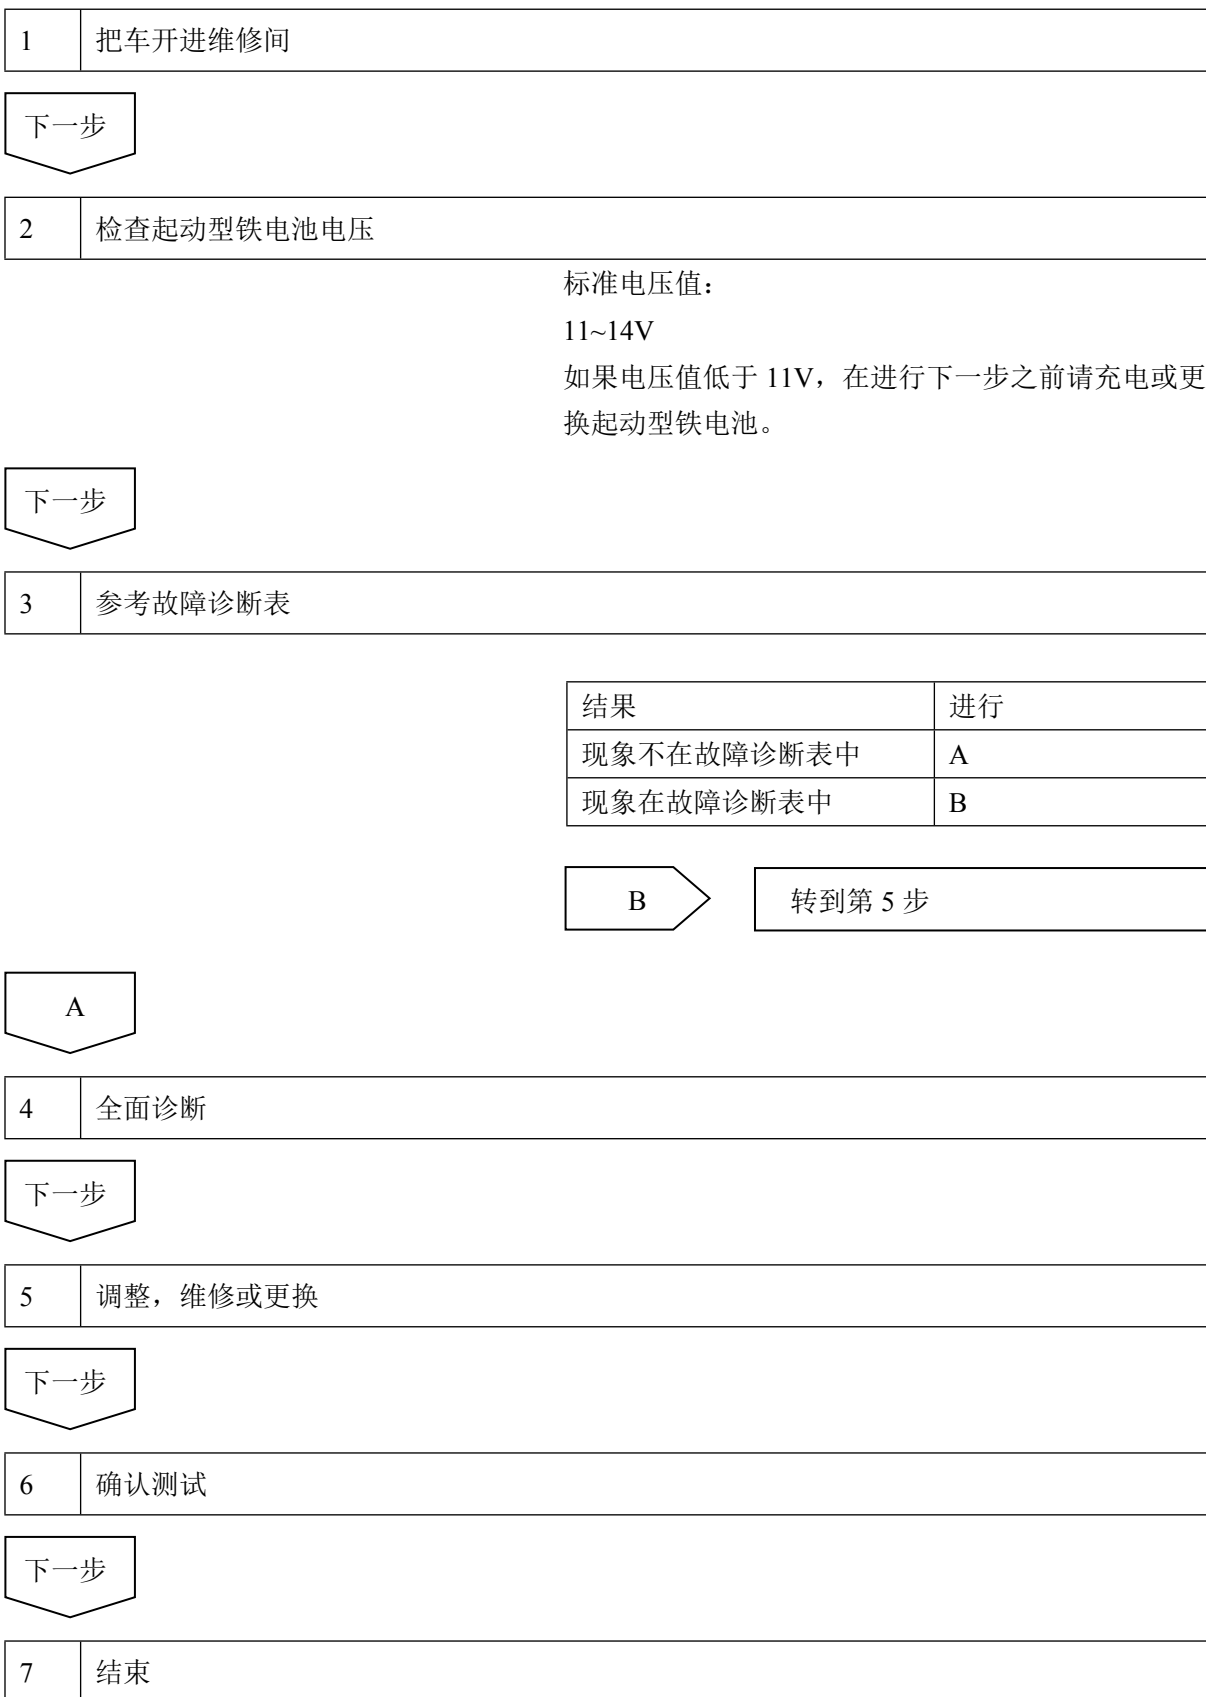 1 把车开进维修间
下一步
2 检查起动型铁电池电压
标准电压值：
11~14V
如果电压值低于 11V，在进行下一步之前请充电或更
换起动型铁电池。
下一步
3 参考故障诊断表
结果 进行
现象不在故障诊断表中 A
现象在故障诊断表中 B
B 转到第 5 步
A
4 全面诊断
下一步
5 调整，维修或更换
下一步
6 确认测试
下一步
7 结束